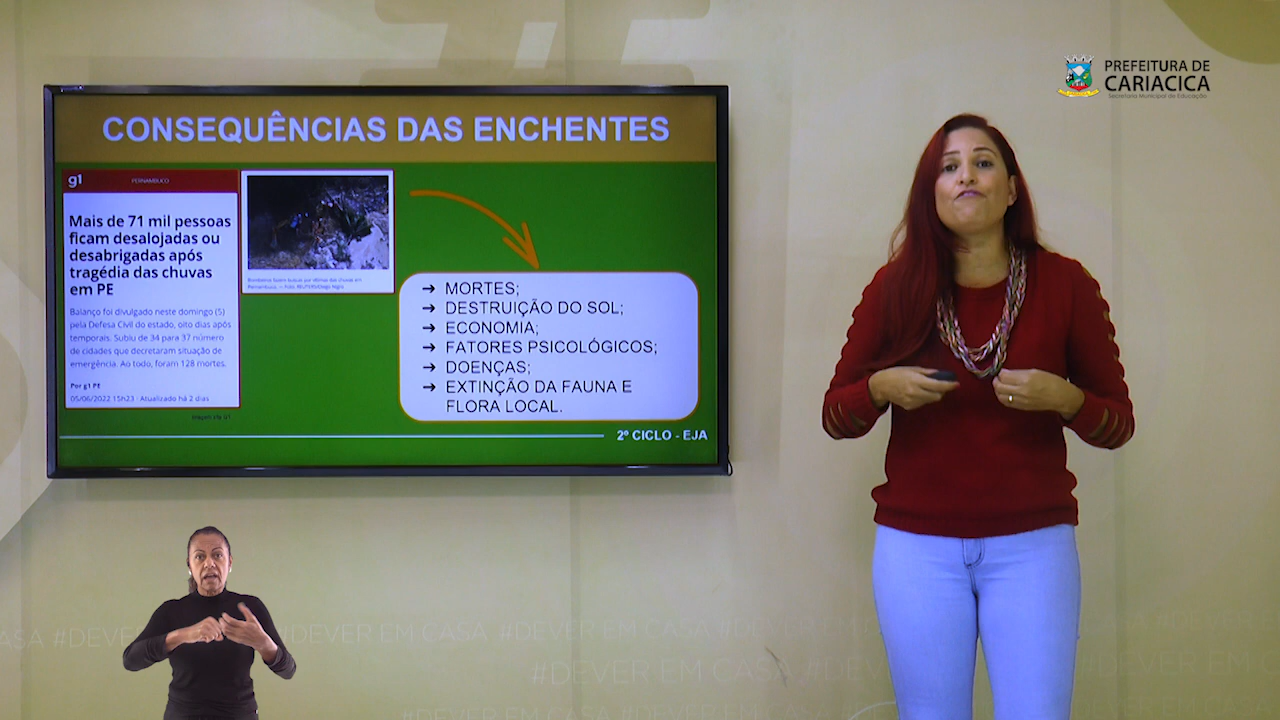 PREFEITURA DE
CARIACICA
Secretaria Municipal de Educação
CONSEQUÊNCIAS DAS ENCHENTES
g1
PERNAMBUCO
Mais de 71 mil pessoas
ficam desalojadas ou
desabrigadas após
tragédia das chuvas
em PE
Balanço foi divulgado neste domingo (5)
pela Defesa Civil do estado, oito dias após
temporais. Subiu de 34 para 37 número
de cidades que decretaram situação de
emergência. Ao todo, foram 128 mortes.
Por g1 PE
05/06/2022 15h23 · Atualizado há 2 dias
➔ MORTES;
➔ DESTRUIÇÃO DO SOL;
➔ ECONOMIA;
➔ FATORES PSICOLÓGICOS;
➔ DOENÇAS;
➔ EXTINÇÃO DA FAUNA E
FLORA LOCAL.
2º CICLO - EJA
#DEVER EM CASA #DEVER EM CASA
#DEVER EM CASA